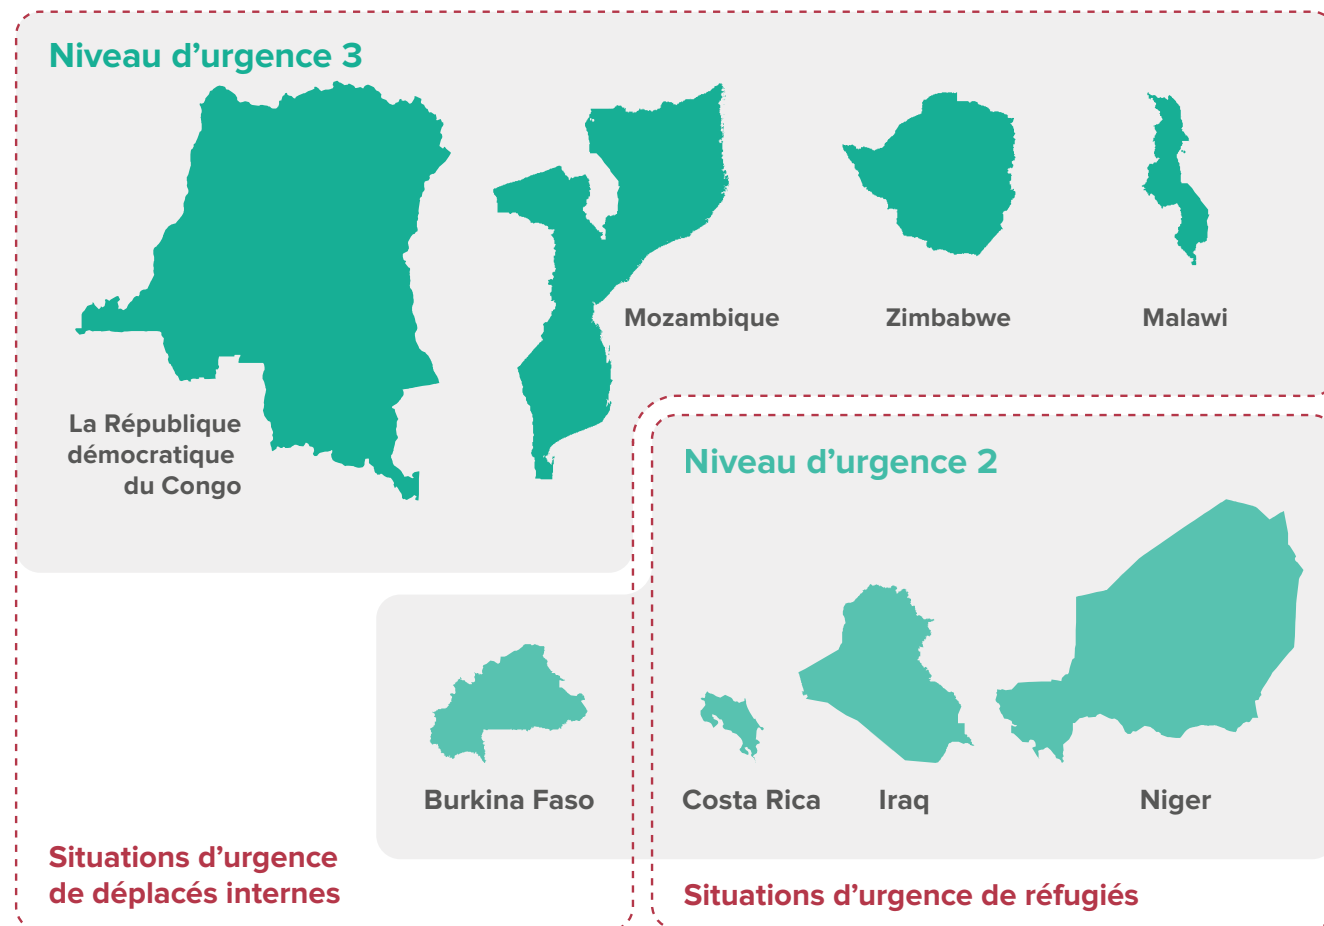 Niveau d’urgence 3
Mozambique
Zimbabwe
Malawi
La République
démocratique
du Congo
Niveau d’urgence 2
Burkina Faso
Costa Rica
Iraq
Niger
Situations d’urgence
de déplacés internes
Situations d’urgence de réfugiés